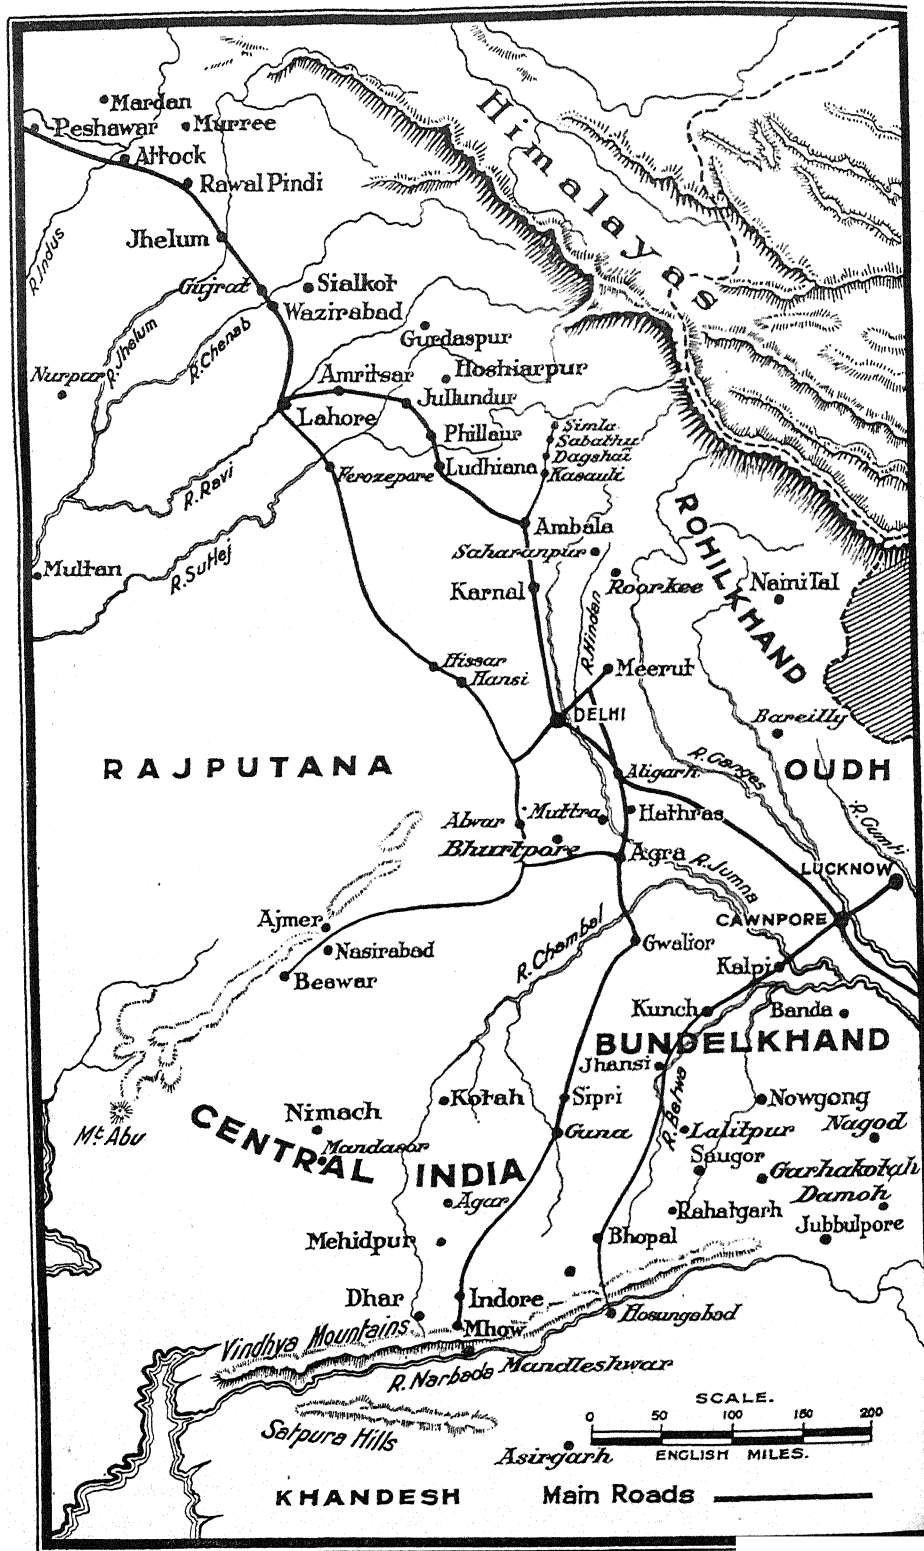 Himalayas
Mardan
Peshawar
Murree
Attock
Rawal Pindi
Jhelum
R. Indus
Gujrat
Sialkot
Wazirabad
R. Jhelum
R. Chenab
Gurdaspur
Nurpur
Amritsar
Hoshiarpur
Jullundur
Lahore
Phillaur
Simla
Sabathu
Dagshai
Kasauli
Ferozepore
Ludhiana
R. Ravi
Ambala
ROHILKHAND
Saharanpur
Multan
R. Sutlej
Karnal
Roorkee
Naini Tal
R. Hindan
Hissar
Hansi
Meerut
DELHI
Bareilly
RAJPUTANA
Aligarh
R. Ganges
OUDH
Alwar
Muttra
Hathras
R. Gumti
Bhurtpore
Agra
R. Jumna
LUCKNOW
Ajmer
CAWNPORE
Nasirabad
R. Chambal
Gwalior
Kalpi
Beawar
Kunch
Banda
BUNDELKHAND
Jhansi
Nimach
Kotah
Sipri
R. Betwa
Nowgong
Mt. Abu
CENTRAL INDIA
Mandasor
Guna
Lalitpur
Nagod
Saugor
Garhakotah
Agar
Damoh
Rahatgarh
Mehidpur
Bhopal
Jubbulpore
Dhar
Indore
Hosungabad
Vindhya Mountains
Mhow
R. Narbada
Mandleshwar
Satpura Hills
SCALE.
0 50 100 150 200
ENGLISH MILES.
Asirgarh
KHANDESH
Main Roads